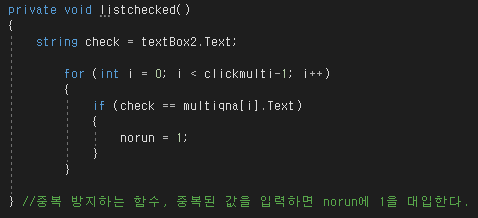 private void listchecked()
{
string check = textBox2.Text;
for (int i = 0; i < clickmulti-1; i++)
{
if (check == multiqna[i].Text)
{
norun = 1;
}
}
} //중복 방지하는 함수, 중복된 값을 입력하면 norun에 1을 대입한다.